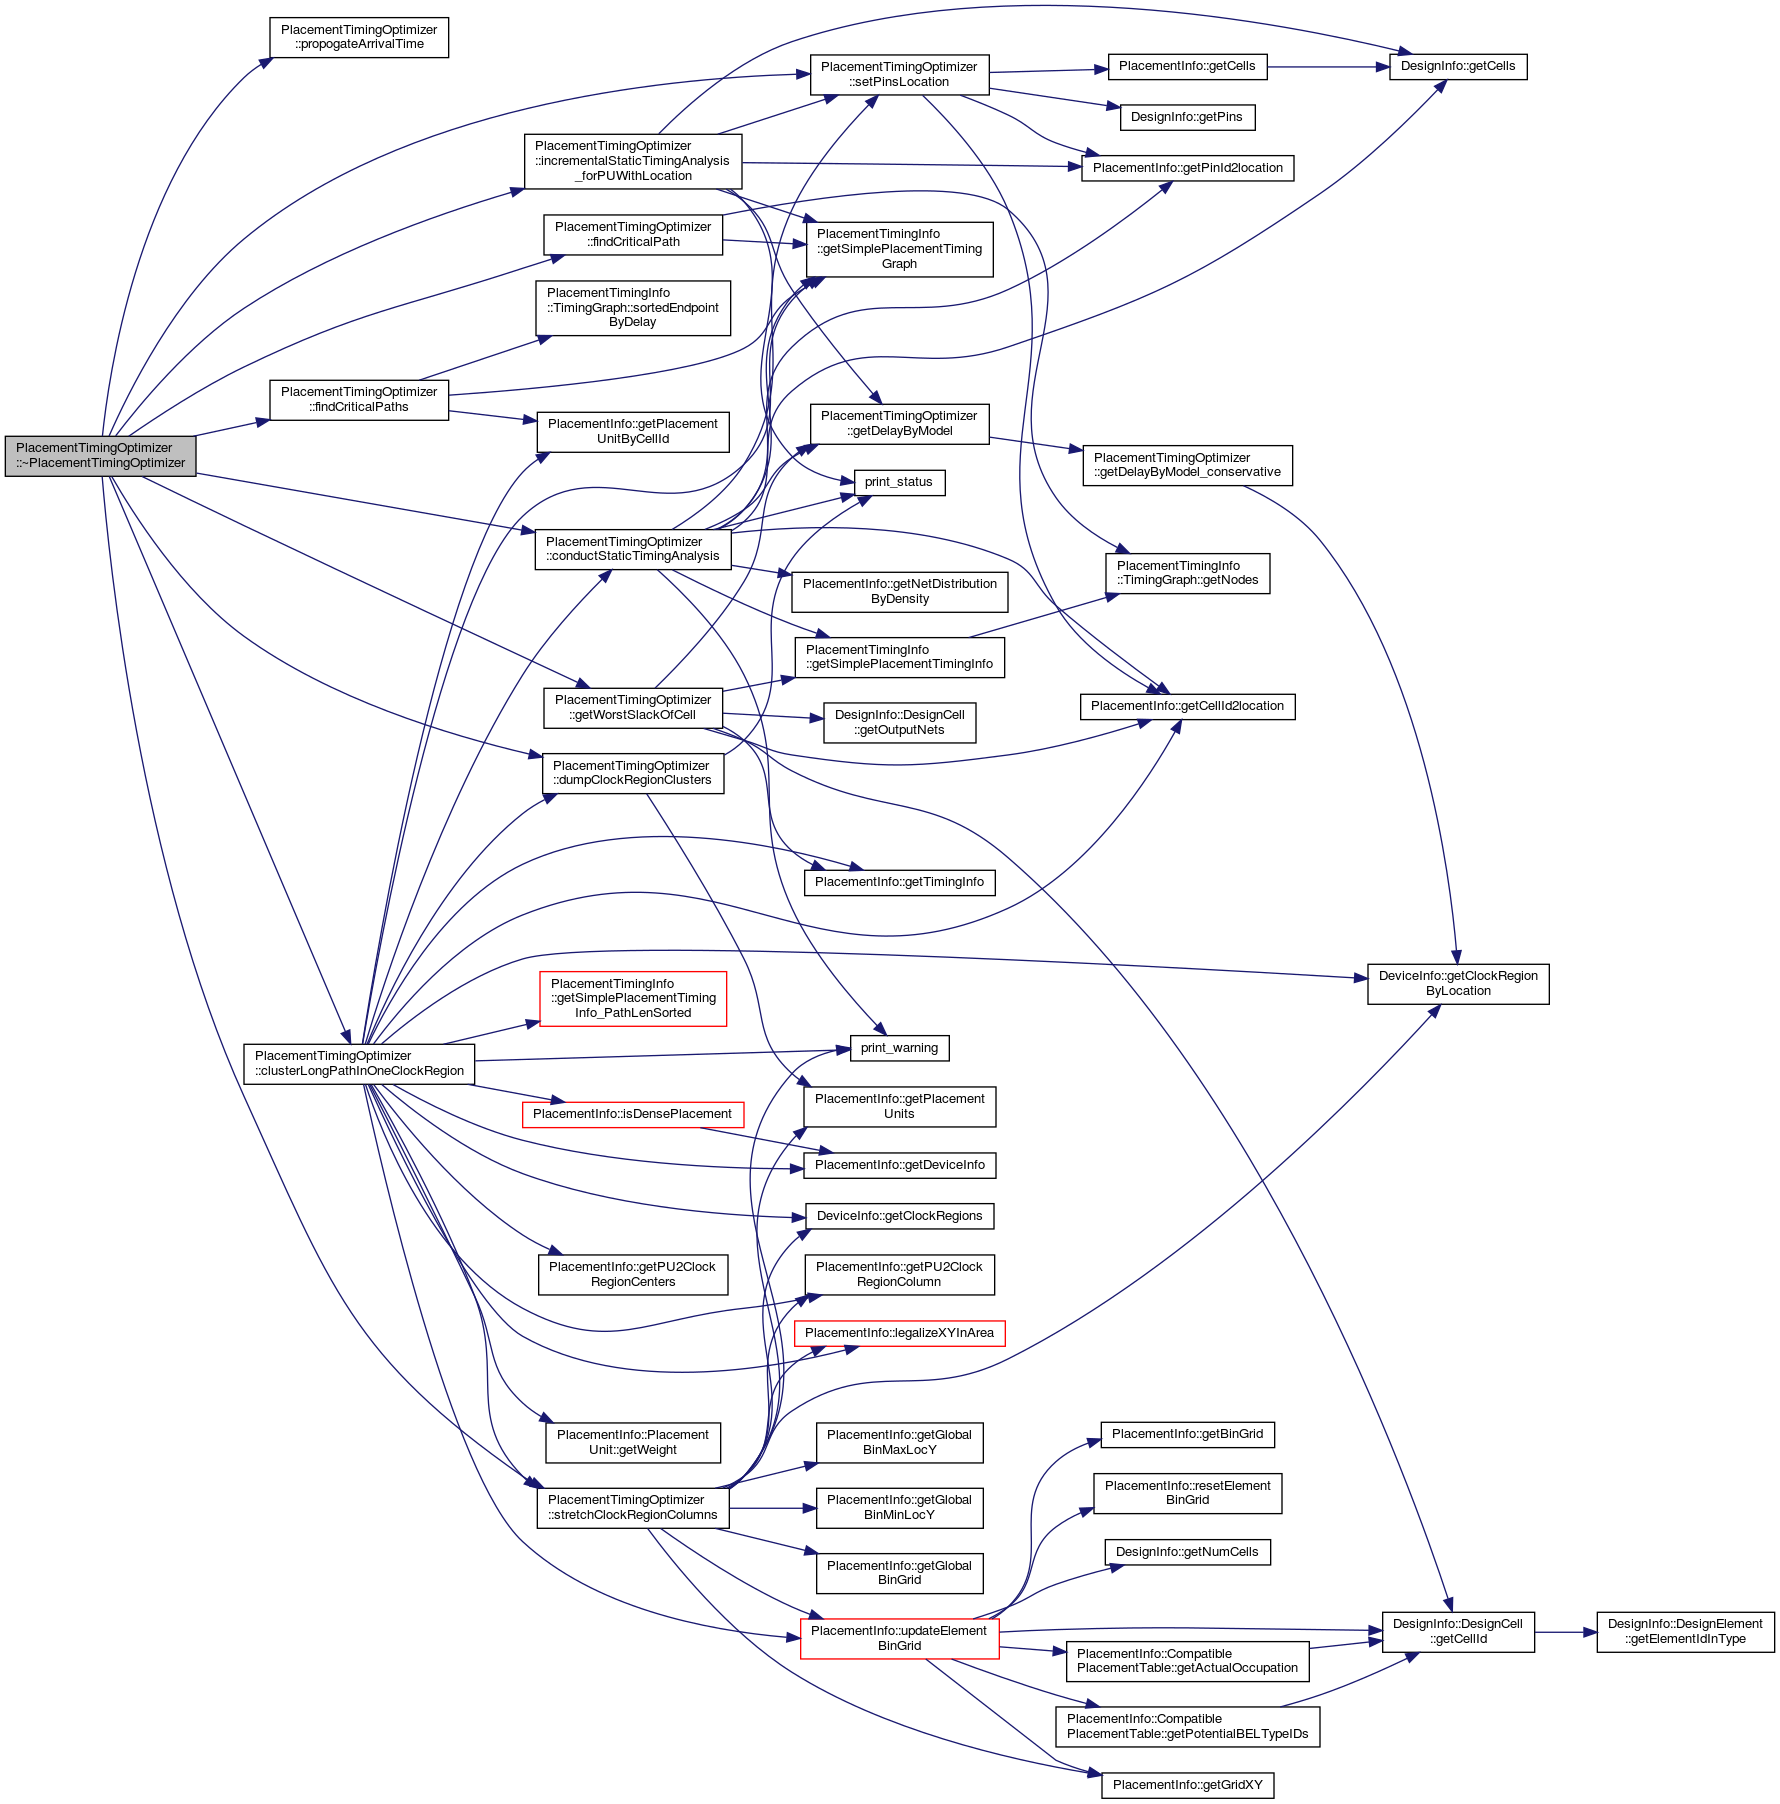 PlacementTimingOptimizer
::~PlacementTimingOptimizer
PlacementTimingOptimizer
::propogateArrivalTime
PlacementTimingOptimizer
::findCriticalPaths
PlacementTimingOptimizer
::clusterLongPathInOneClockRegion
PlacementTimingOptimizer
::incrementalStaticTimingAnalysis
_forPUWithLocation
PlacementTimingOptimizer
::findCriticalPath
PlacementTimingInfo
::TimingGraph::sortedEndpoint
ByDelay
PlacementInfo::getPlacement
UnitByCellId
PlacementTimingOptimizer
::conductStaticTimingAnalysis
PlacementTimingOptimizer
::getWorstSlackOfCell
PlacementTimingOptimizer
::dumpClockRegionClusters
PlacementTimingInfo
::getSimplePlacementTiming
Info_PathLenSorted
PlacementInfo::isDensePlacement
PlacementInfo::getPU2Clock
RegionCenters
PlacementInfo::Placement
Unit::getWeight
PlacementTimingOptimizer
::stretchClockRegionColumns
PlacementTimingOptimizer
::setPinsLocation
PlacementTimingInfo
::getSimplePlacementTiming
Graph
PlacementTimingOptimizer
::getDelayByModel
print_status
PlacementInfo::getNetDistribution
ByDensity
PlacementTimingInfo
::getSimplePlacementTimingInfo
DesignInfo::DesignCell
::getOutputNets
PlacementInfo::getTimingInfo
print_warning
PlacementInfo::getPlacement
Units
PlacementInfo::getDeviceInfo
DeviceInfo::getClockRegions
PlacementInfo::getPU2Clock
RegionColumn
PlacementInfo::legalizeXYInArea
PlacementInfo::getGlobal
BinMaxLocY
PlacementInfo::getGlobal
BinMinLocY
PlacementInfo::getGlobal
BinGrid
PlacementInfo::updateElement
BinGrid
PlacementInfo::getCells
DesignInfo::getPins
PlacementInfo::getPinId2location
PlacementTimingOptimizer
::getDelayByModel_conservative
PlacementTimingInfo
::TimingGraph::getNodes
PlacementInfo::getCellId2location
PlacementInfo::getBinGrid
PlacementInfo::resetElement
BinGrid
DesignInfo::getNumCells
PlacementInfo::Compatible
PlacementTable::getActualOccupation
PlacementInfo::Compatible
PlacementTable::getPotentialBELTypeIDs
PlacementInfo::getGridXY
DesignInfo::getCells
DeviceInfo::getClockRegion
ByLocation
DesignInfo::DesignCell
::getCellId
DesignInfo::DesignElement
::getElementIdInType